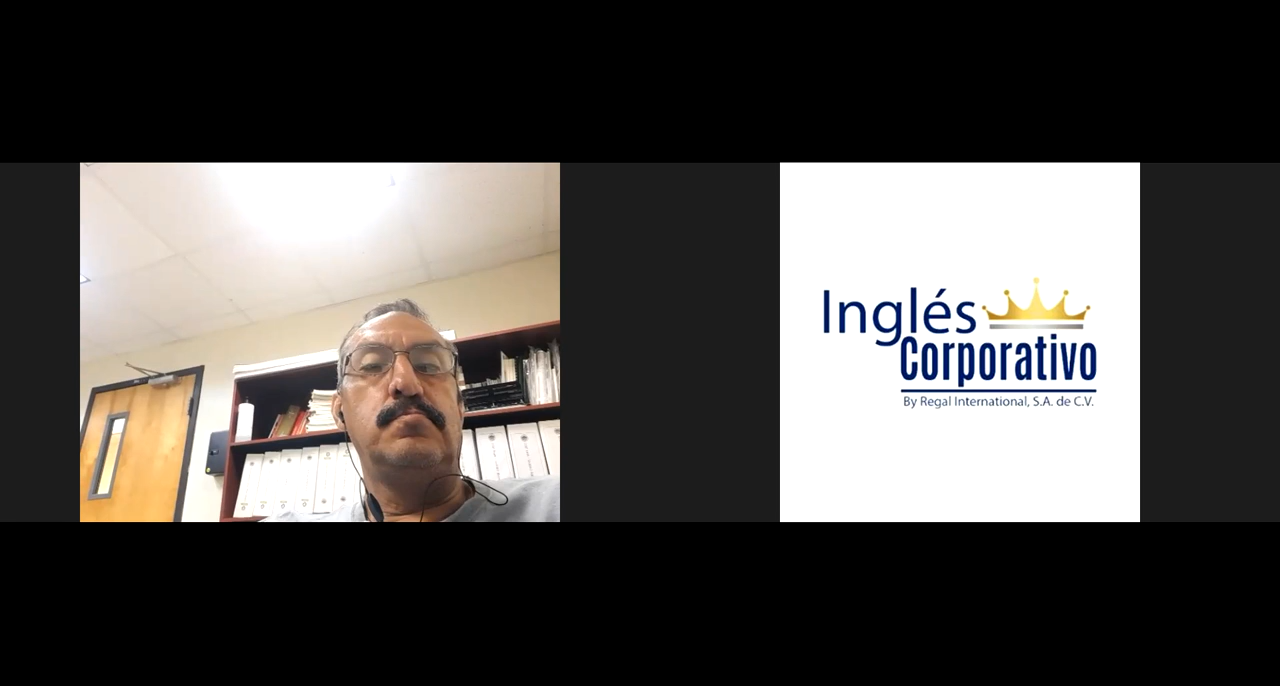 Inglés
Corporativo
By Regal International, S.A. de C.V.